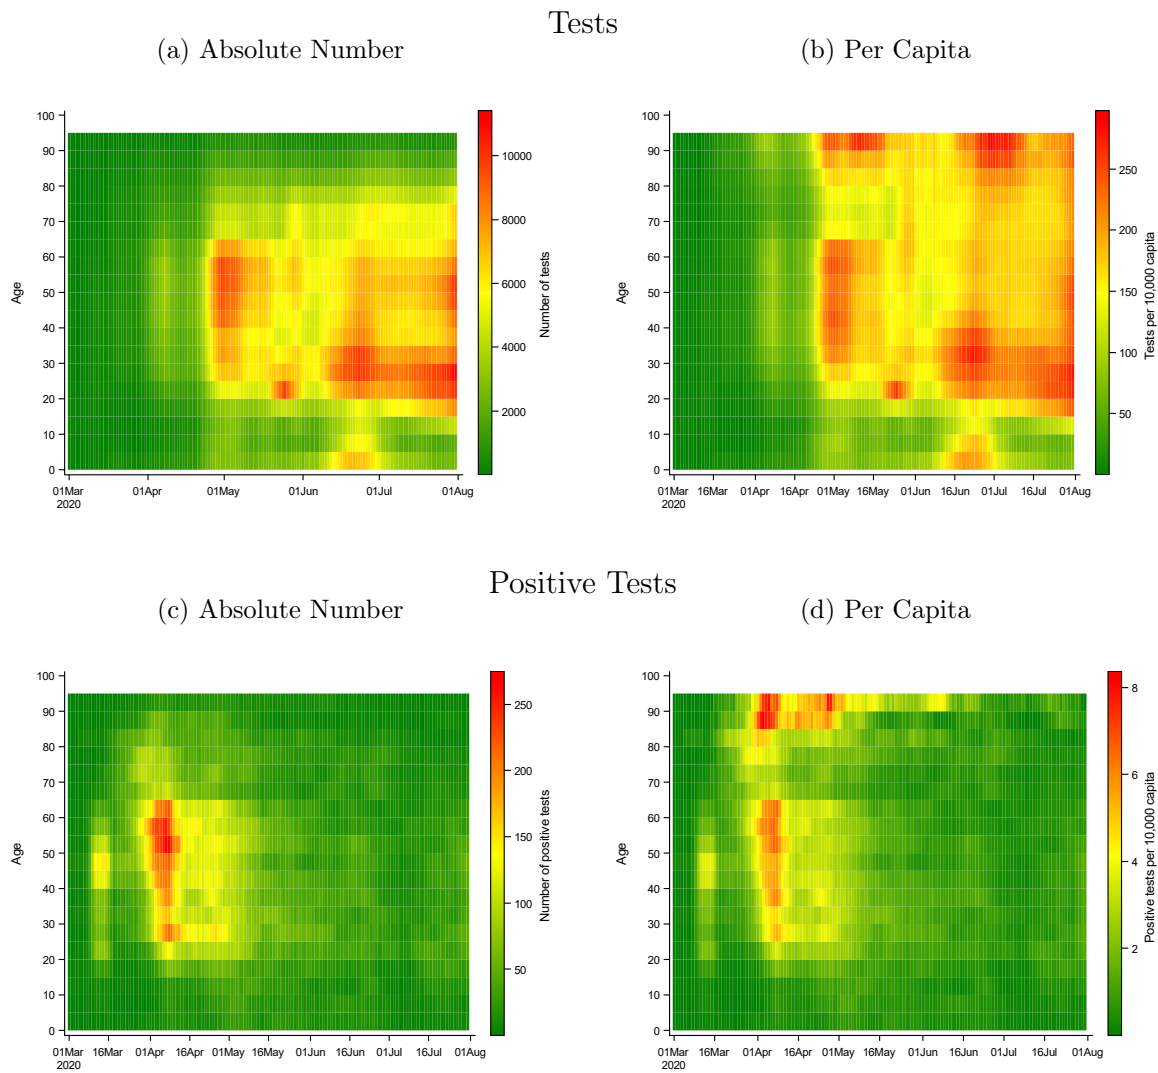 Tests
(a) Absolute Number
(b) Per Capita
100
90
80
70
60
50
40
30
20
10
0
Age
01Mar
2020
01Apr
01May
01Jun
01Jul
01Aug
10000
8000
6000
4000
2000
Number of tests
100
90
80
70
60
50
40
30
20
10
0
Age
01Mar
2020
16Mar
01Apr
16Apr
01May
16May
01Jun
16Jun
01Jul
16Jul
01Aug
250
200
150
100
50
Tests per 10,000 capita
Positive Tests
(c) Absolute Number
(d) Per Capita
100
90
80
70
60
50
40
30
20
10
0
Age
01Mar
2020
16Mar
01Apr
16Apr
01May
16May
01Jun
16Jun
01Jul
16Jul
01Aug
250
200
150
100
50
Number of positive tests
100
90
80
70
60
50
40
30
20
10
0
Age
01Mar
2020
16Mar
01Apr
16Apr
01May
16May
01Jun
16Jun
01Jul
16Jul
01Aug
8
6
4
2
Positive tests per 10,000 capita